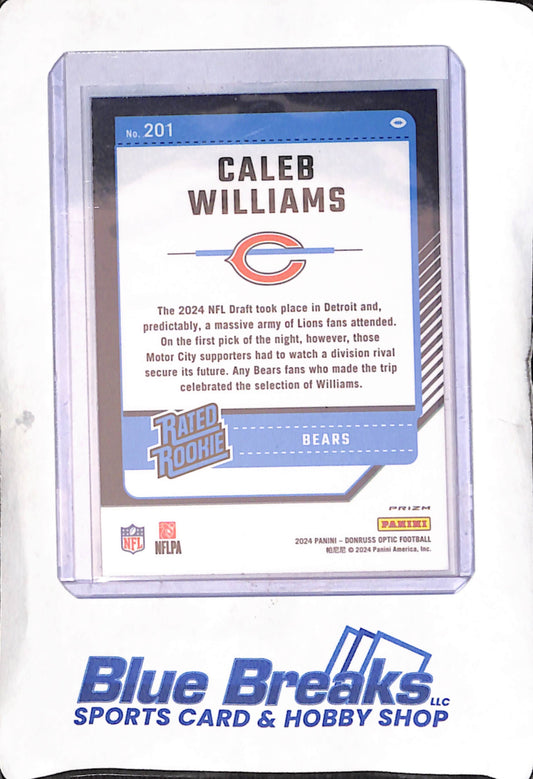 No. 201
CALEB
WILLIAMS
The 2024 NFL Draft took place in Detroit and,
predictably, a massive army of Lions fans attended.
On the first pick of the night, however, those
Motor City supporters had to watch a division rival
secure its future. Any Bears fans who made the trip
celebrated the selection of Williams.
RATED
ROOKIE
BEARS
PRIZM
PANINI
NFL
NFLPA
2024 PANINI – DONRUSS OPTIC FOOTBALL
帕尼尼 © 2024 Panini America, Inc.
Blue Breaks LLC
SPORTS CARD & HOBBY SHOP